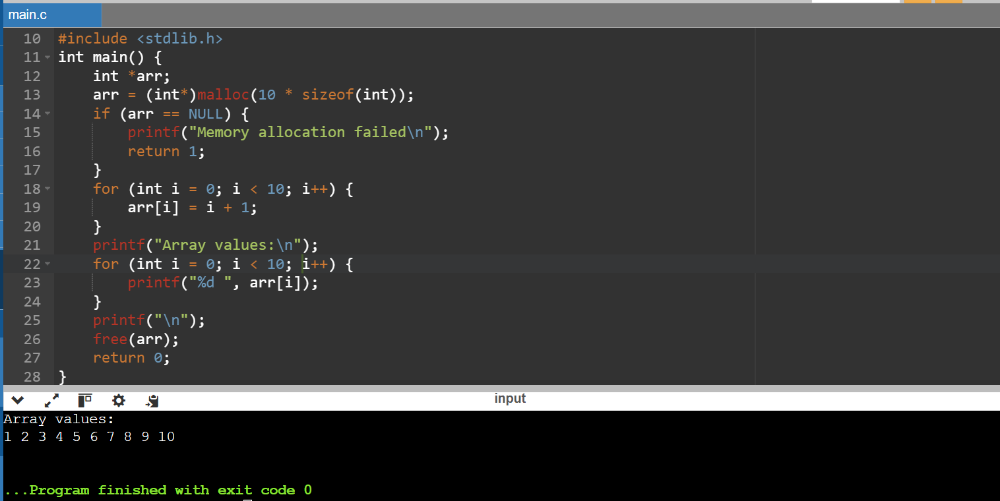 main.c
10 #include <stdlib.h>
11 int main() {
12     int *arr;
13     arr = (int*)malloc(10 * sizeof(int));
14     if (arr == NULL) {
15         printf("Memory allocation failed\n");
16         return 1;
17     }
18     for (int i = 0; i < 10; i++) {
19         arr[i] = i + 1;
20     }
21     printf("Array values:\n");
22     for (int i = 0; i < 10; i++) {
23         printf("%d ", arr[i]);
24     }
25     printf("\n");
26     free(arr);
27     return 0;
28 }
input
Array values:
1 2 3 4 5 6 7 8 9 10
...Program finished with exit code 0